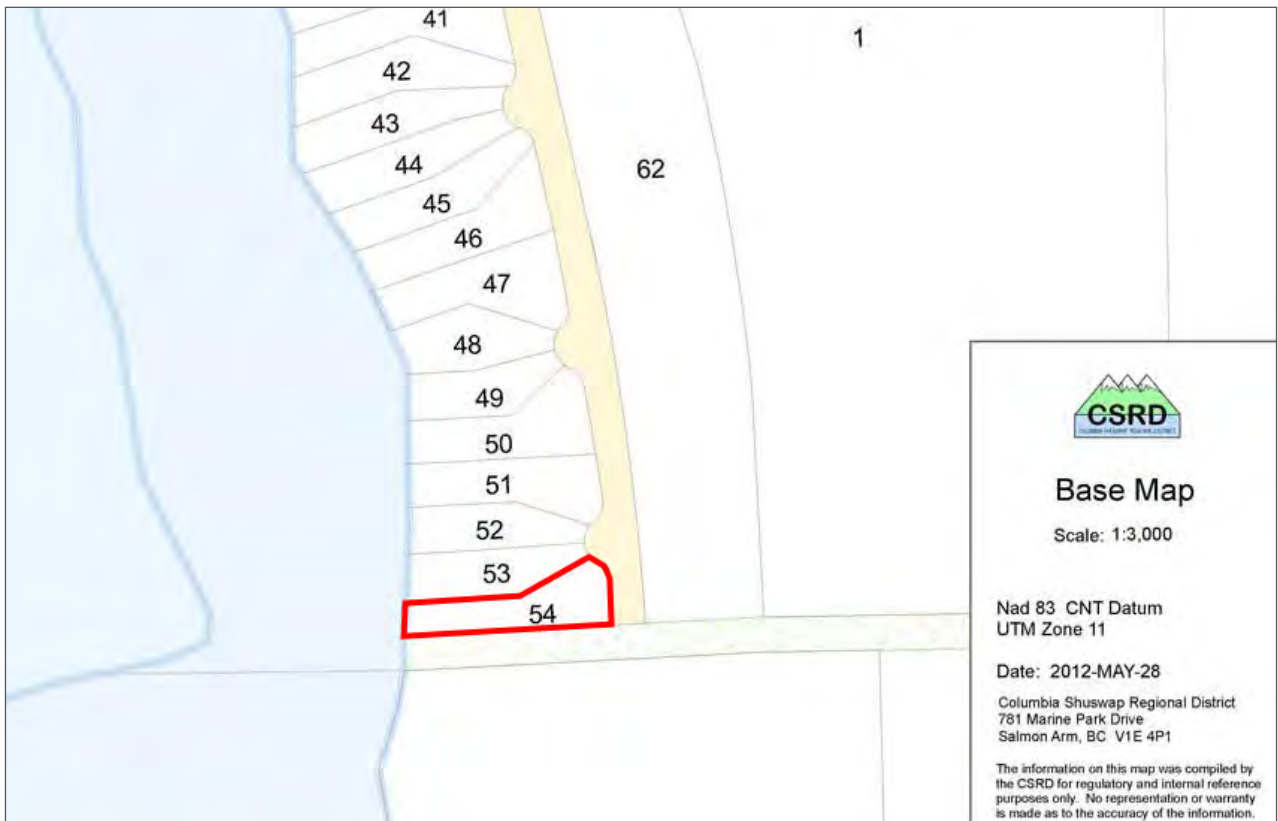 41
1
42
43
44
62
45
46
47
48
49
50
51
52
53
54
CSRD
COLUMBIA SHUSWAP REGIONAL DISTRICT
Base Map
Scale: 1:3,000
Nad 83 CNT Datum
UTM Zone 11
Date: 2012-MAY-28
Columbia Shuswap Regional District
781 Marine Park Drive
Salmon Arm, BC V1E 4P1
The information on this map was compiled by
the CSRD for regulatory and internal reference
purposes only. No representation or warranty
is made as to the accuracy of the information.